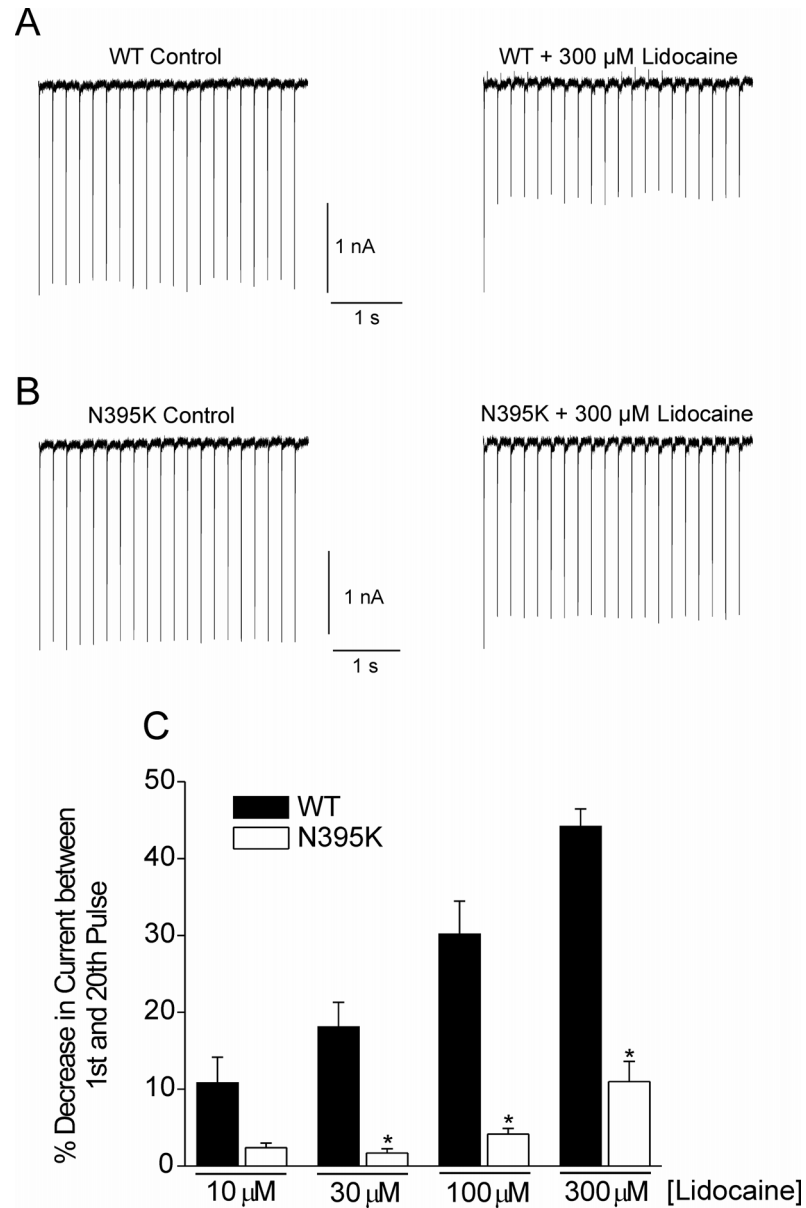 A
WT Control
WT + 300 µM Lidocaine
1 nA
1 s
B
N395K Control
N395K + 300 µM Lidocaine
1 nA
1 s
C
% Decrease in Current between
1st and 20th Pulse
50
40
30
20
10
0
WT
N395K
*
*
*
10 µM
30 µM
100 µM
300 µM
[Lidocaine]